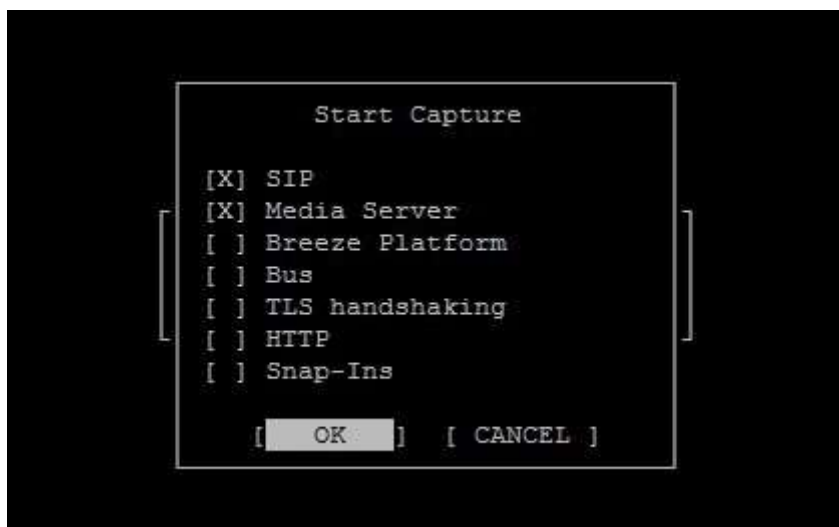 Start Capture
[X] SIP
[X] Media Server
[ ] Breeze Platform
[ ] Bus
[ ] TLS handshaking
[ ] HTTP
[ ] Snap-Ins
[ OK ] [ CANCEL ]